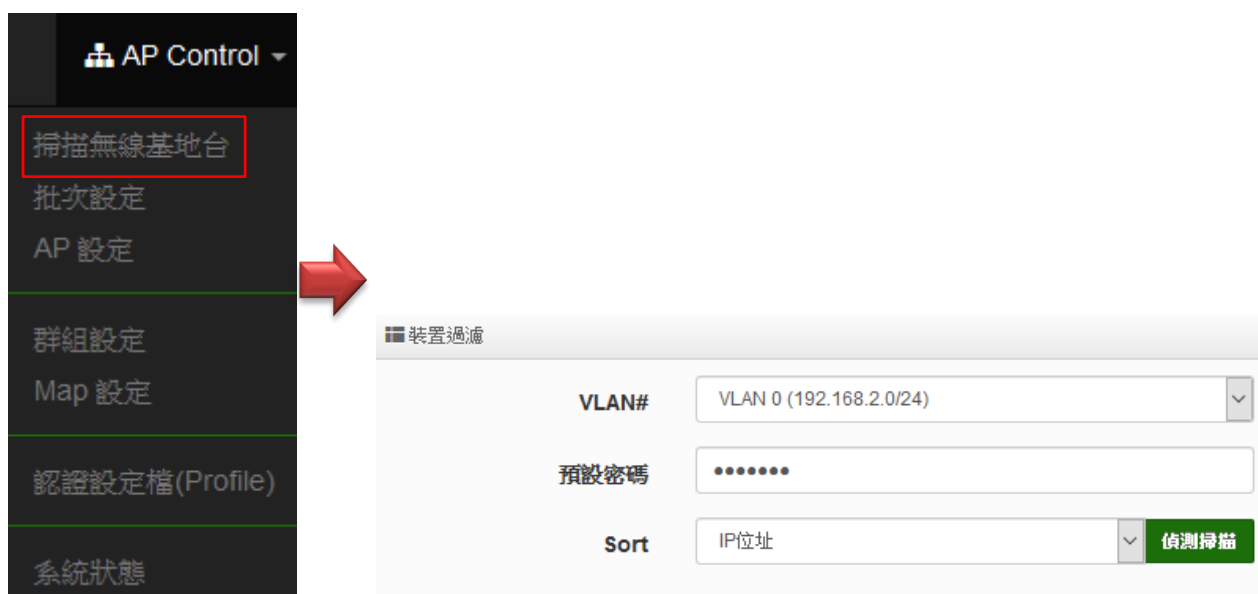 AP Control
掃描無線基地台
批次設定
AP 設定
群組設定
Map 設定
認證設定檔(Profile)
系統狀態
裝置過濾
VLAN# VLAN 0 (192.168.2.0/24)
預設密碼 •••••••
Sort IP位址 偵測掃描